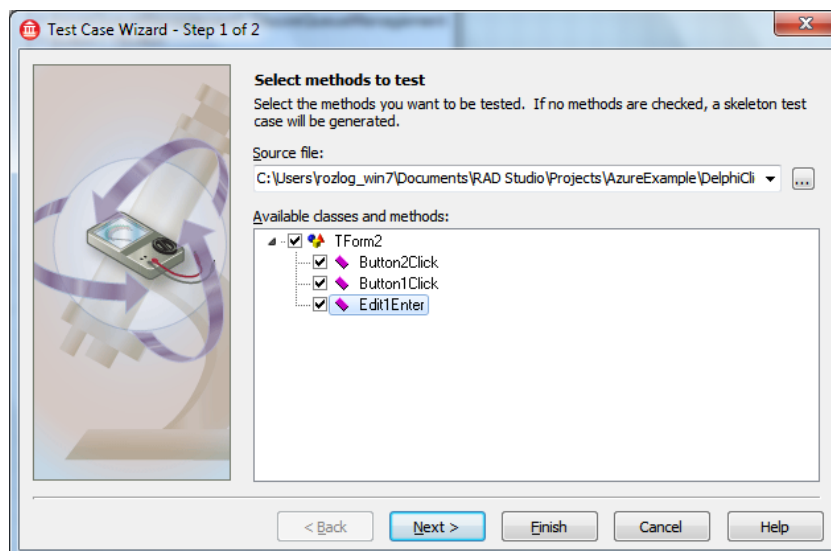 Test Case Wizard - Step 1 of 2
Select methods to test
Select the methods you want to be tested. If no methods are checked, a skeleton test
case will be generated.
Source file:
C:\Users\rozlog_win7\Documents\RAD Studio\Projects\AzureExample\DelphiCli
...
Available classes and methods:
TForm2
Button2Click
Button1Click
Edit1Enter
< Back
Next >
Finish
Cancel
Help